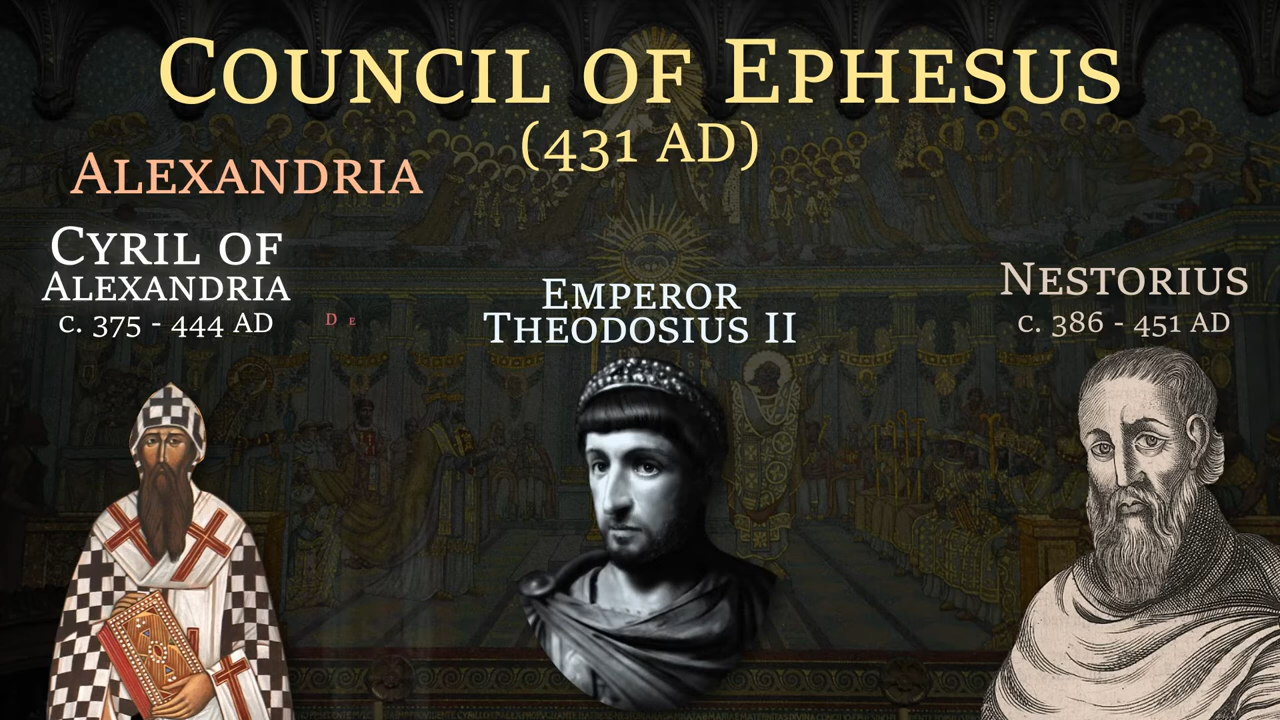 Council of Ephesus
(431 AD)
Alexandria
Cyril of
Alexandria
c. 375 - 444 AD
De
Emperor
Theodosius II
Nestorius
c. 386 - 451 AD